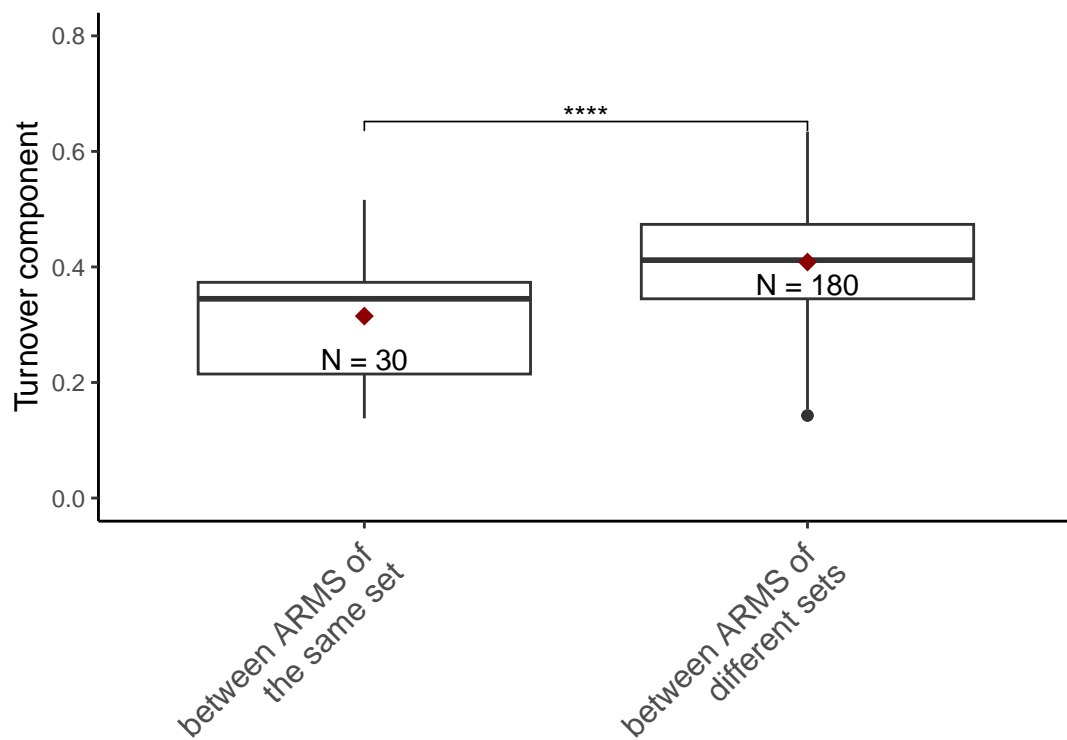 Turnover component
0.8
0.6
0.4
0.2
0.0
****
N = 30
N = 180
between ARMS of
the same set
between ARMS of
different sets